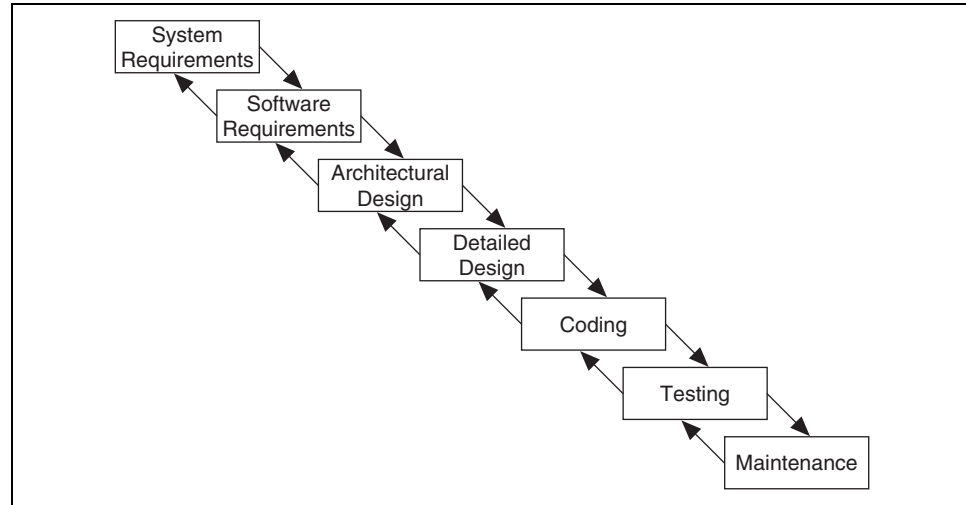 System
Requirements
Software
Requirements
Architectural
Design
Detailed
Design
Coding
Testing
Maintenance